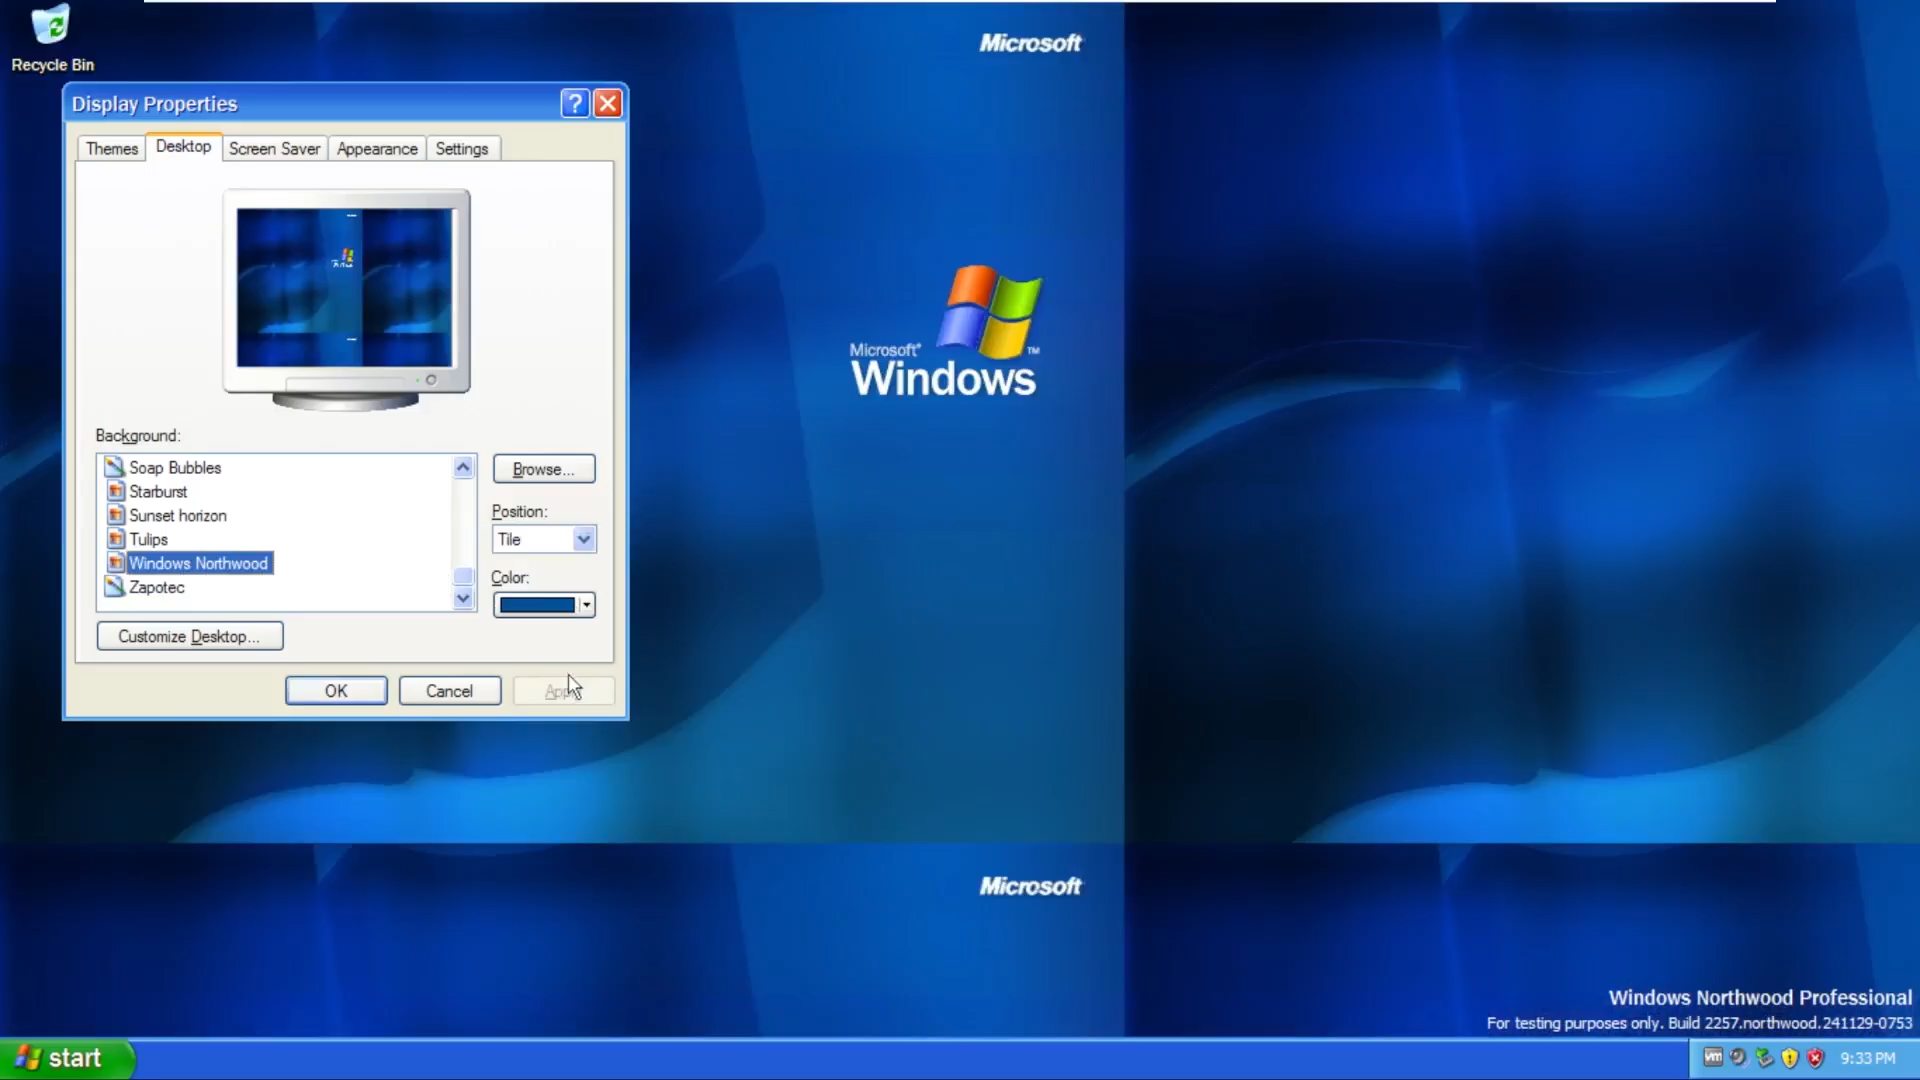 Microsoft
Recycle Bin
Display Properties
Themes
Desktop
Screen Saver
Appearance
Settings
Microsoft®
Windows
TM
Background:
Soap Bubbles
Starburst
Sunset horizon
Tulips
Windows Northwood
Zapotec
Browse...
Position:
Tile
Color:
Customize Desktop...
OK
Cancel
Microsoft
Windows Northwood Professional
For testing purposes only. Build 2257.northwood.241129-0753
start
vm
9:33 PM